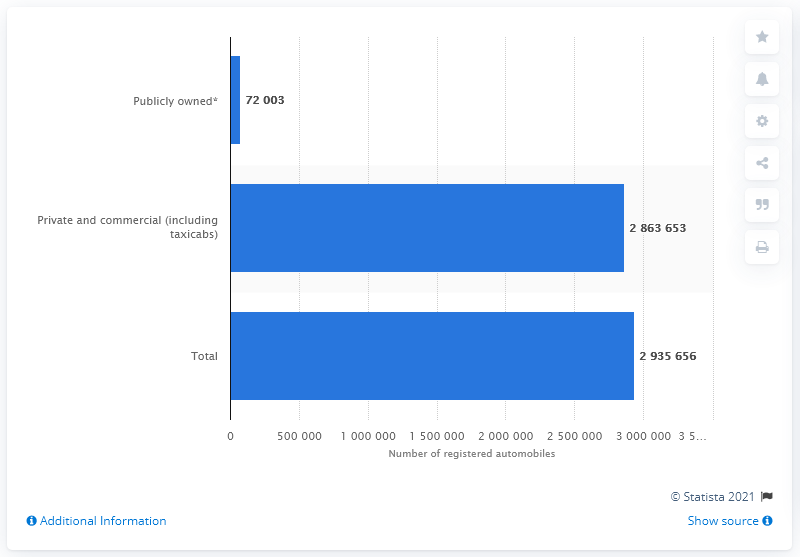 Publicly owned*
72 003
Private and commercial (including
taxicabs)
2 863 653
Total
2 935 656
0
500 000
1 000 000
1 500 000
2 000 000
2 500 000
3 000 000
3 5…
Number of registered automobiles
© Statista 2021
Additional Information
Show source